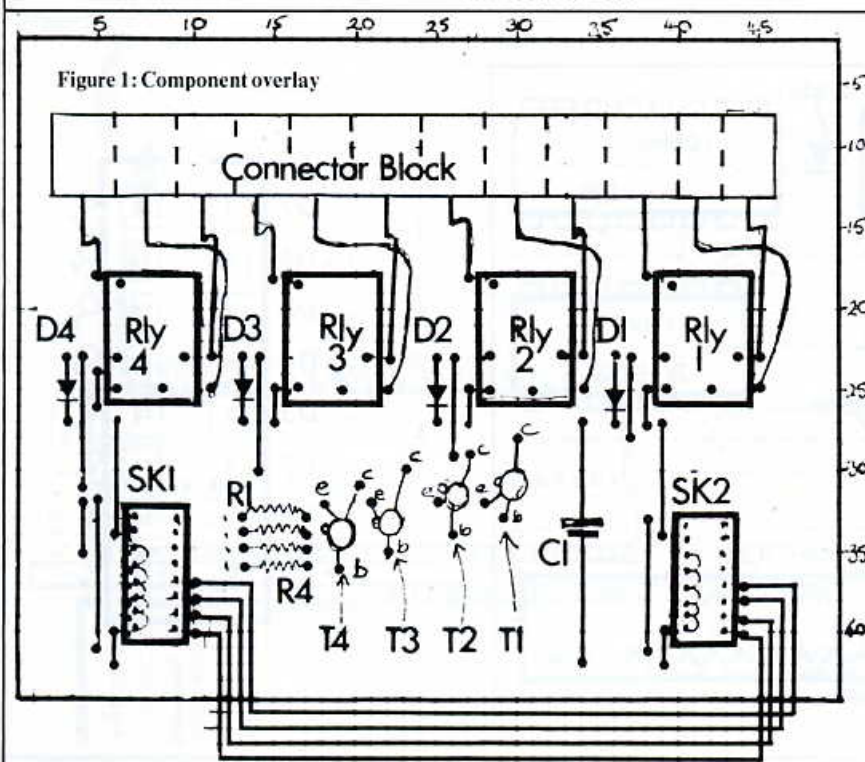 5 10 15 20 25 30 35 40 45
Figure 1: Component overlay
-5
-10
Connector Block
-15
-20
D4 Rly 4 D3 Rly 3 D2 Rly 2 D1 Rly 1
-25
c c c c
-30
SK1 R1 e e e e SK2
b b b b
C1 35
R4
T4 T3 T2 T1 40